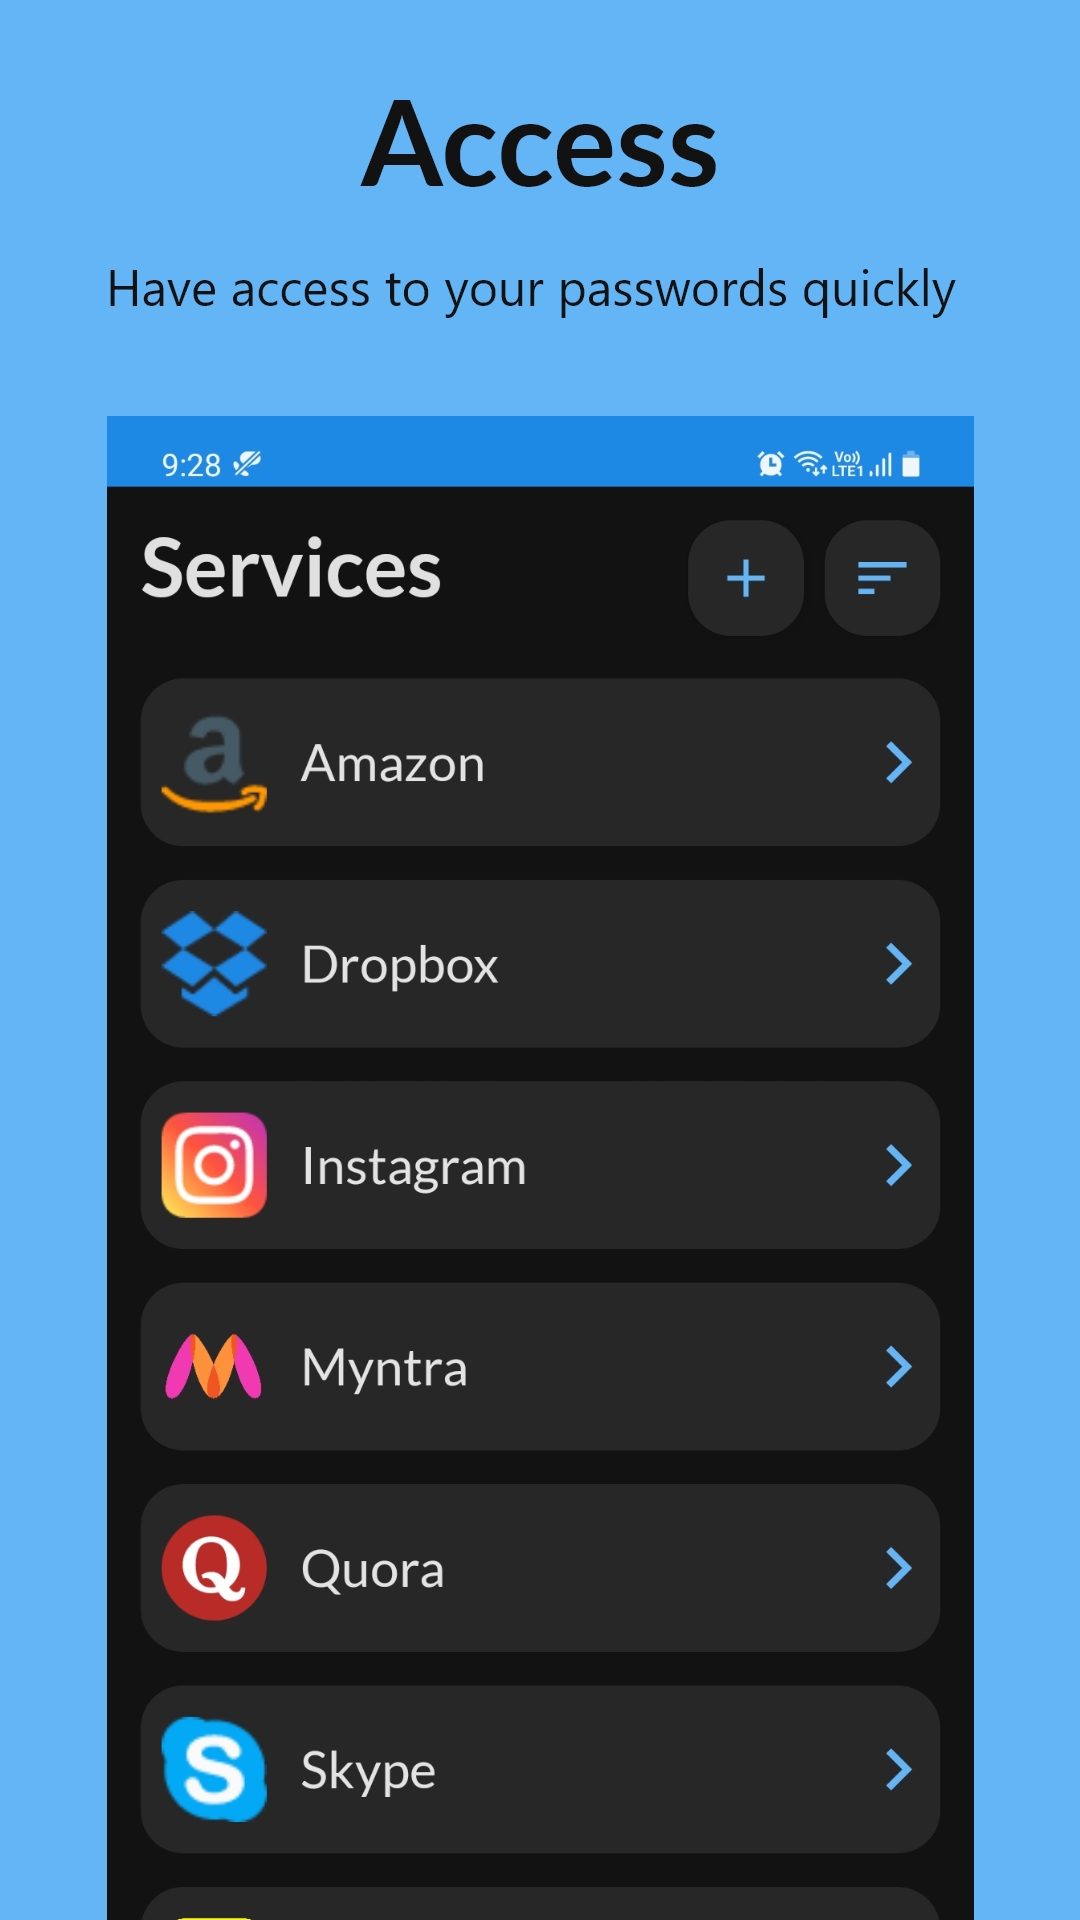 Access
Have access to your passwords quickly
9:28
Vo)) LTE1
Services
Amazon
Dropbox
Instagram
Myntra
Quora
Skype